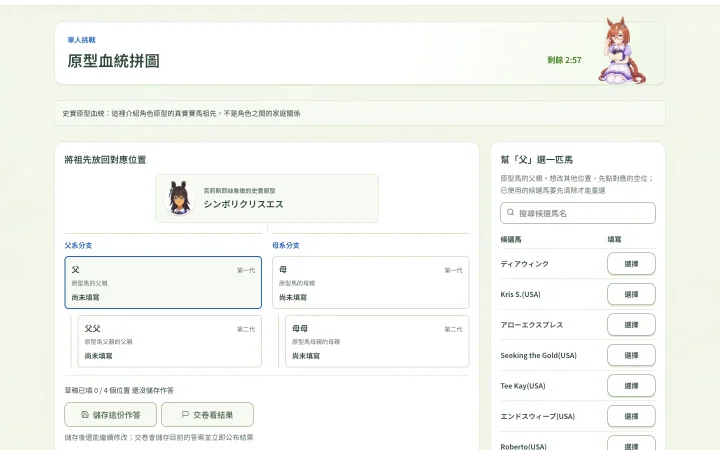 單人挑戰
原型血統拼圖
剩餘 2:57
史實原型血統：這裡介紹角色原型的真實賽馬祖先，不是角色之間的家庭關係
將祖先放回對應位置
克莉斯耶絲象徵的史實原型
シンボリクリスエス
父系分支
母系分支
父 第一代
原型馬的父親
尚未填寫
母 第一代
原型馬的母親
尚未填寫
父父 第二代
原型馬父親的父親
尚未填寫
母母 第二代
原型馬母親的母親
尚未填寫
草稿已填 0 / 4 個位置 還沒儲存作答
儲存這份作答
交卷看結果
儲存後還能繼續修改；交卷會儲存目前的答案並立即公布結果
幫「父」選一匹馬
原型馬的父親。想改其他位置，先點對應的空位；
已使用的候選馬要先清除才能重選
搜尋候選馬名
候選馬 填寫
ディアウィンク 選擇
Kris S.(USA) 選擇
アローエクスプレス 選擇
Seeking the Gold(USA) 選擇
Tee Kay(USA) 選擇
エンドスウィープ(USA) 選擇
Roberto(USA) 選擇